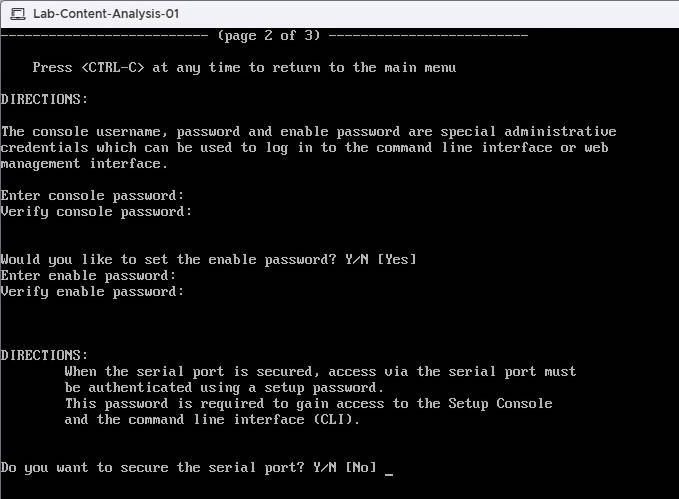 Lab-Content-Analysis-01
-------------------------- (page 2 of 3) -------------------------
Press <CTRL-C> at any time to return to the main menu
DIRECTIONS:
The console username, password and enable password are special administrative
credentials which can be used to log in to the command line interface or web
management interface.
Enter console password:
Verify console password:
Would you like to set the enable password? Y/N [Yes]
Enter enable password:
Verify enable password:
DIRECTIONS:
When the serial port is secured, access via the serial port must
be authenticated using a setup password.
This password is required to gain access to the Setup Console
and the command line interface (CLI).
Do you want to secure the serial port? Y/N [No] _